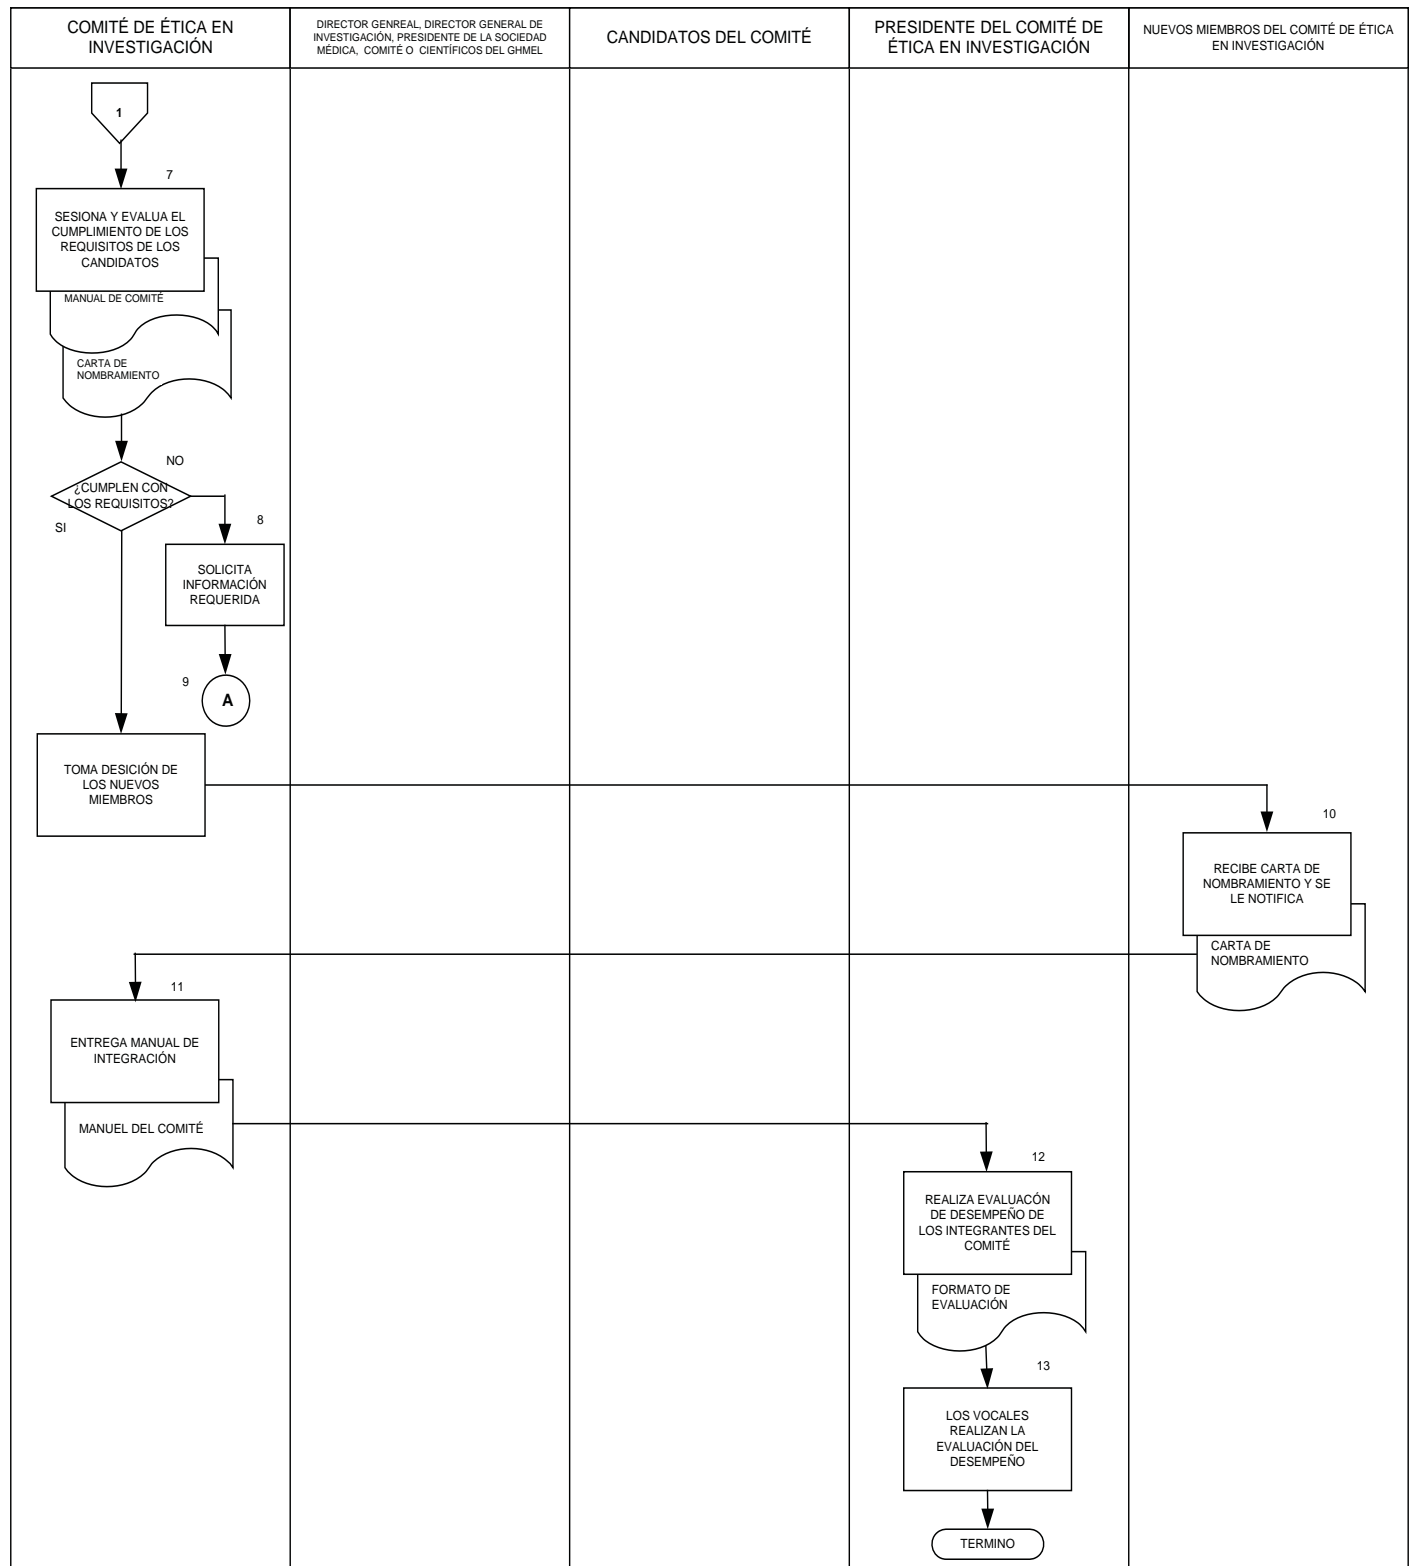 COMITÉ DE ÉTICA EN
INVESTIGACIÓN
DIRECTOR GENREAL, DIRECTOR GENERAL DE
INVESTIGACIÓN, PRESIDENTE DE LA SOCIEDAD
MÉDICA, COMITÉ O CIENTÍFICOS DEL GHMEL
CANDIDATOS DEL COMITÉ
PRESIDENTE DEL COMITÉ DE
ÉTICA EN INVESTIGACIÓN
NUEVOS MIEMBROS DEL COMITÉ DE ÉTICA
EN INVESTIGACIÓN
1
7
SESIONA Y EVALUA EL
CUMPLIMIENTO DE LOS
REQUISITOS DE LOS
CANDIDATOS
MANUAL DE COMITÉ
CARTA DE
NOMBRAMIENTO
NO
¿CUMPLEN CON
LOS REQUISITOS?
SI
8
SOLICITA
INFORMACIÓN
REQUERIDA
9
A
TOMA DESICIÓN DE
LOS NUEVOS
MIEMBROS
10
RECIBE CARTA DE
NOMBRAMIENTO Y SE
LE NOTIFICA
CARTA DE
NOMBRAMIENTO
11
ENTREGA MANUAL DE
INTEGRACIÓN
MANUEL DEL COMITÉ
12
REALIZA EVALUACÓN
DE DESEMPEÑO DE
LOS INTEGRANTES DEL
COMITÉ
FORMATO DE
EVALUACIÓN
13
LOS VOCALES
REALIZAN LA
EVALUACIÓN DEL
DESEMPEÑO
TERMINO